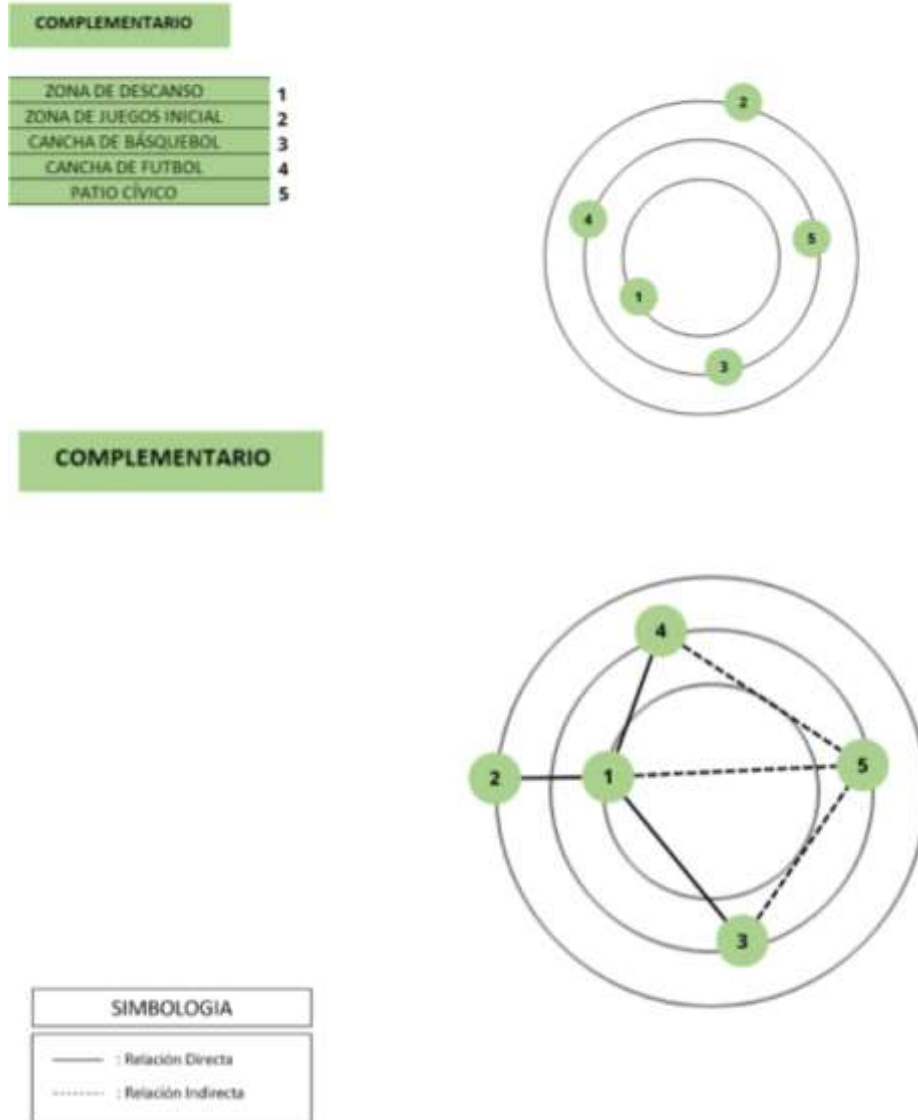 COMPLEMENTARIO
ZONA DE DESCANSO 1
ZONA DE JUEGOS INICIAL 2
CANCHA DE BÁSQUEBOL 3
CANCHA DE FUTBOL 4
PATIO CÍVICO 5
2
4
5
1
3
COMPLEMENTARIO
4
2
1
5
3
SIMBOLOGIA
: Relación Directa
: Relación Indirecta